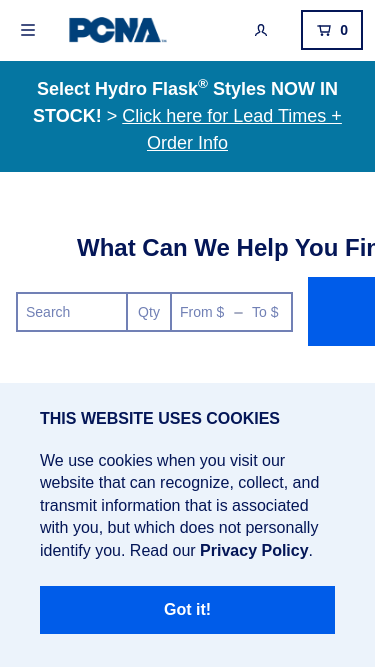 PCNA
0
Select Hydro Flask® Styles NOW IN
STOCK! > Click here for Lead Times +
Order Info
What Can We Help You Fin
Search Qty From $ – To $
THIS WEBSITE USES COOKIES
We use cookies when you visit our
website that can recognize, collect, and
transmit information that is associated
with you, but which does not personally
identify you. Read our Privacy Policy.
Got it!